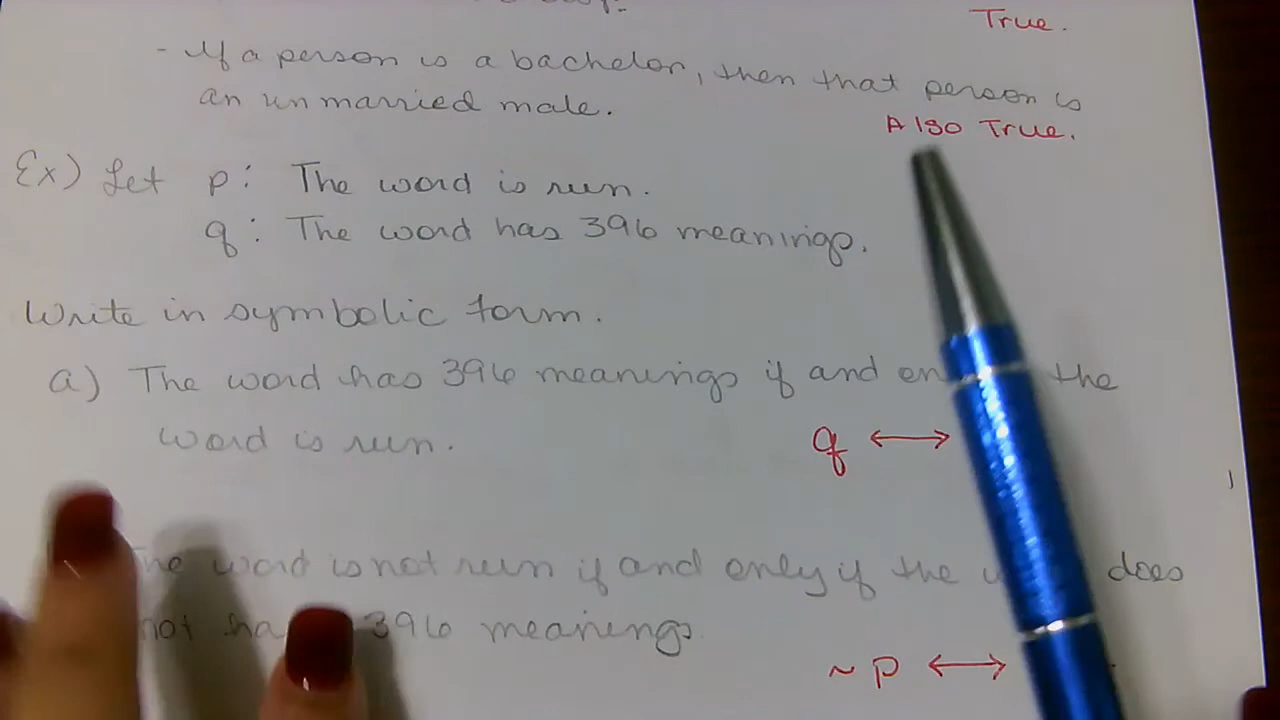 True.
- If a person is a bachelor, then that person is
an unmarried male.
Also True.
Ex) Let p: The word is run.
q: The word has 396 meanings.
Write in symbolic form.
a) The word has 396 meanings if and the
word is run.
q ↔
word is not run if and only if the does
not 396 meanings.
~ p ↔